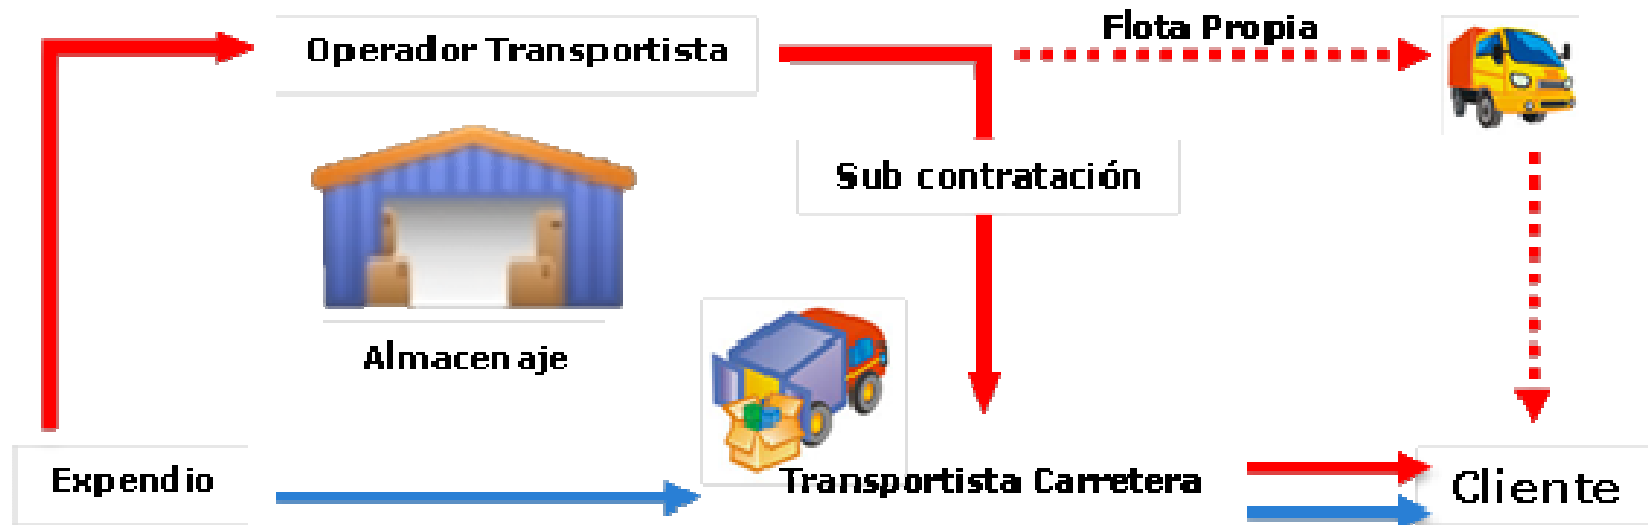 Flota Propia
Operador Transportista
Sub contratación
Almacenaje
Expendio
Transportista Carretera
Cliente